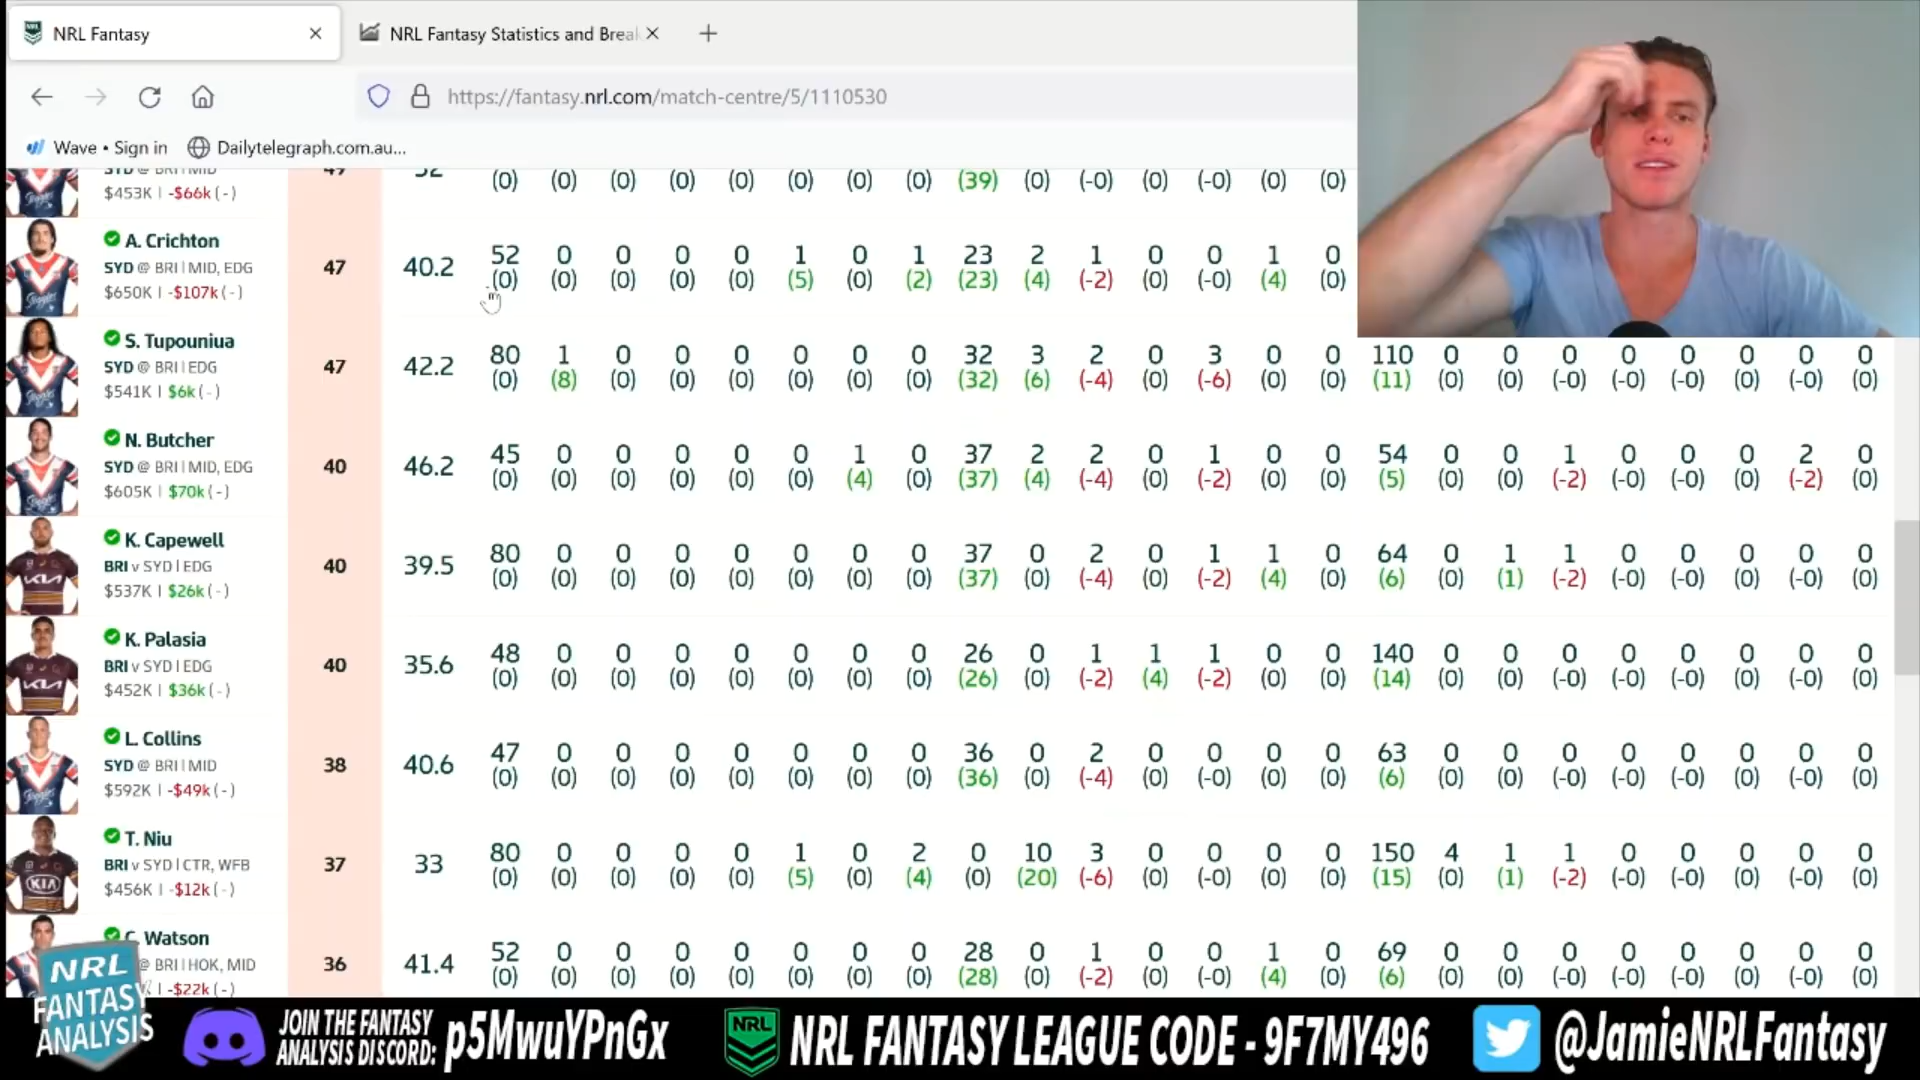 NRL Fantasy
NRL Fantasy Statistics and Brea
https://fantasy.nrl.com/match-centre/5/1110530
Wave • Sign in Dailytelegraph.com.au...
SYD @ BRI | MID 49 52
$453K | -$66k (-) (0) (0) (0) (0) (0) (0) (0) (0) (39) (0) (-0) (0) (-0) (0) (0)
A. Crichton
SYD @ BRI | MID, EDG 47 40.2 52 0 0 0 0 1 0 1 23 2 1 0 0 1 0
$650K | -$107k (-) (0) (0) (0) (0) (0) (5) (0) (2) (23) (4) (-2) (0) (-0) (4) (0)
S. Tupouniua
SYD @ BRI | EDG 47 42.2 80 1 0 0 0 0 0 0 32 3 2 0 3 0 0 110 0 0 0 0 0 0 0 0
$541K | $6k (-) (0) (8) (0) (0) (0) (0) (0) (0) (32) (6) (-4) (0) (-6) (0) (0) (11) (0) (0) (-0) (-0) (-0) (0) (-0) (0)
N. Butcher
SYD @ BRI | MID, EDG 40 46.2 45 0 0 0 0 0 1 0 37 2 2 0 1 0 0 54 0 0 1 0 0 0 2 0
$605K | $70k (-) (0) (0) (0) (0) (0) (0) (4) (0) (37) (4) (-4) (0) (-2) (0) (0) (5) (0) (0) (-2) (-0) (-0) (0) (-2) (0)
K. Capewell
BRI v SYD | EDG 40 39.5 80 0 0 0 0 0 0 0 37 0 2 0 1 1 0 64 0 1 1 0 0 0 0 0
$537K | $26k (-) (0) (0) (0) (0) (0) (0) (0) (0) (37) (0) (-4) (0) (-2) (4) (0) (6) (0) (1) (-2) (-0) (-0) (0) (-0) (0)
K. Palasia
BRI v SYD | EDG 40 35.6 48 0 0 0 0 0 0 0 26 0 1 1 1 0 0 140 0 0 0 0 0 0 0 0
$452K | $36k (-) (0) (0) (0) (0) (0) (0) (0) (0) (26) (0) (-2) (4) (-2) (0) (0) (14) (0) (0) (-0) (-0) (-0) (0) (-0) (0)
L. Collins
SYD @ BRI | MID 38 40.6 47 0 0 0 0 0 0 0 36 0 2 0 0 0 0 63 0 0 0 0 0 0 0 0
$592K | -$49k (-) (0) (0) (0) (0) (0) (0) (0) (0) (36) (0) (-4) (0) (-0) (0) (0) (6) (0) (0) (-0) (-0) (-0) (0) (-0) (0)
T. Niu
BRI v SYD | CTR, WFB 37 33 80 0 0 0 0 1 0 2 0 10 3 0 0 0 0 150 4 1 1 0 0 0 0 0
$456K | -$12k (-) (0) (0) (0) (0) (0) (5) (0) (4) (0) (20) (-6) (0) (-0) (0) (0) (15) (0) (1) (-2) (-0) (-0) (0) (-0) (0)
C. Watson
@ BRI | HOK, MID 36 41.4 52 0 0 0 0 0 0 0 28 0 1 0 0 1 0 69 0 0 0 0 0 0 0 0
-$22k (-) (0) (0) (0) (0) (0) (0) (0) (0) (28) (0) (-2) (0) (-0) (4) (0) (6) (0) (0) (-0) (-0) (-0) (0) (-0) (0)
NRL
FANTASY
ANALYSIS
JOIN THE FANTASY
ANALYSIS DISCORD: p5MwuYPnGx
NRL
NRL FANTASY LEAGUE CODE - 9F7MY496
@JamieNRLFantasy